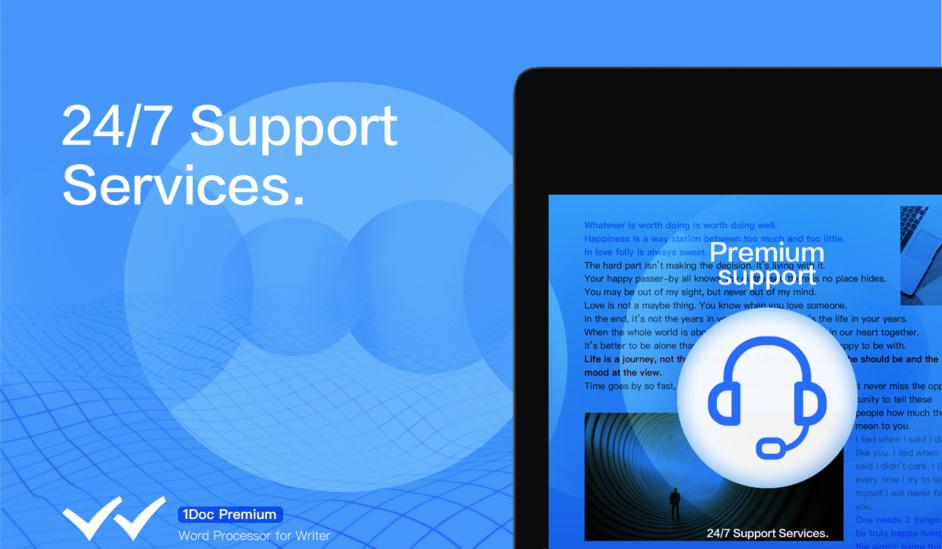 24/7 Support
Services.
1Doc Premium
Word Processor for Writer
Premium
support
Whatever is worth doing is worth doing well.
Happiness is a way station between too much and too little.
In love folly is always sweet.
The hard part isn't making the decision. It's living with it.
Your happy passer-by all knows, is no place hides.
You may be out of my sight, but never out of my mind.
Love is not a maybe thing. You know when you love someone.
In the end, it's not the years in the life in your years.
When the whole world is in our heart together.
It's better to be alone than to be with.
Life is a journey, not he should be and the
mood at the view.
Time goes by so fast, never miss the
to tell these
people how much
mean to you.
I lied when I said I
like you. I lied when
said I didn't care. I
every time I try to
myself I will never
you.
One needs 3 things
be truly happy
the world: some
24/7 Support Services.